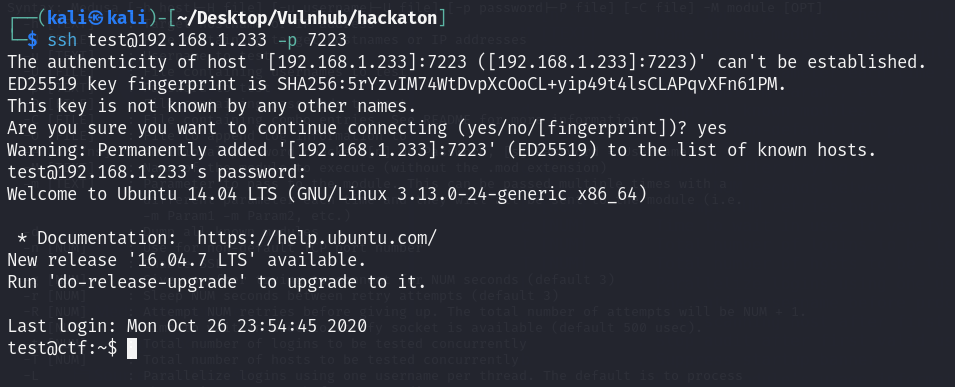 ┌──(kali㉿kali)-[~/Desktop/Vulnhub/hackaton]
└─$ ssh test@192.168.1.233 -p 7223
The authenticity of host '[192.168.1.233]:7223 ([192.168.1.233]:7223)' can't be established.
ED25519 key fingerprint is SHA256:5rYzvIM74WtDvpXcOoCL+yip49t4lsCLAPqvXFn61PM.
This key is not known by any other names.
Are you sure you want to continue connecting (yes/no/[fingerprint])? yes
Warning: Permanently added '[192.168.1.233]:7223' (ED25519) to the list of known hosts.
test@192.168.1.233's password:
Welcome to Ubuntu 14.04 LTS (GNU/Linux 3.13.0-24-generic x86_64)

 * Documentation:  https://help.ubuntu.com/
New release '16.04.7 LTS' available.
Run 'do-release-upgrade' to upgrade to it.

Last login: Mon Oct 26 23:54:45 2020
test@ctf:~$